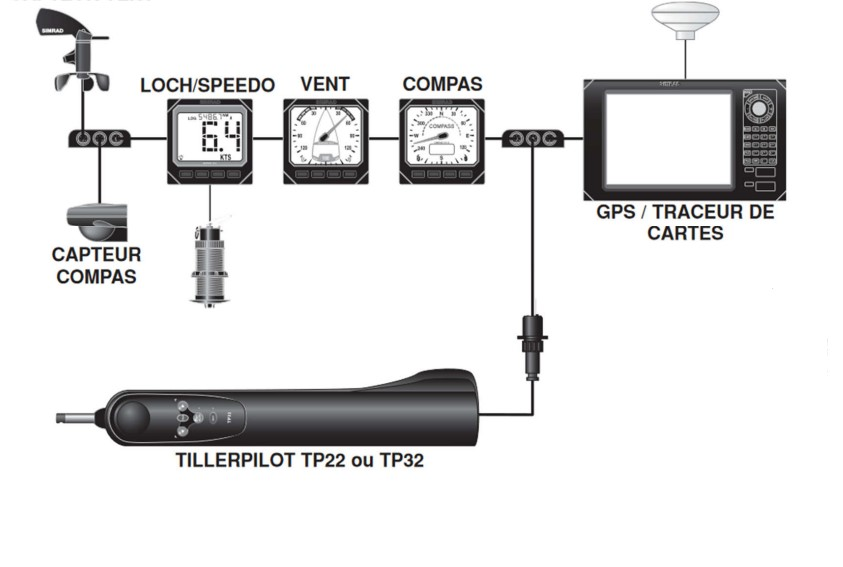 SIMRAD
LOCH/SPEEDO
VENT
COMPAS
6.4
KTS
COMPASS
GPS / TRACEUR DE
CARTES
CAPTEUR
COMPAS
TP32
TILLERPILOT TP22 ou TP32